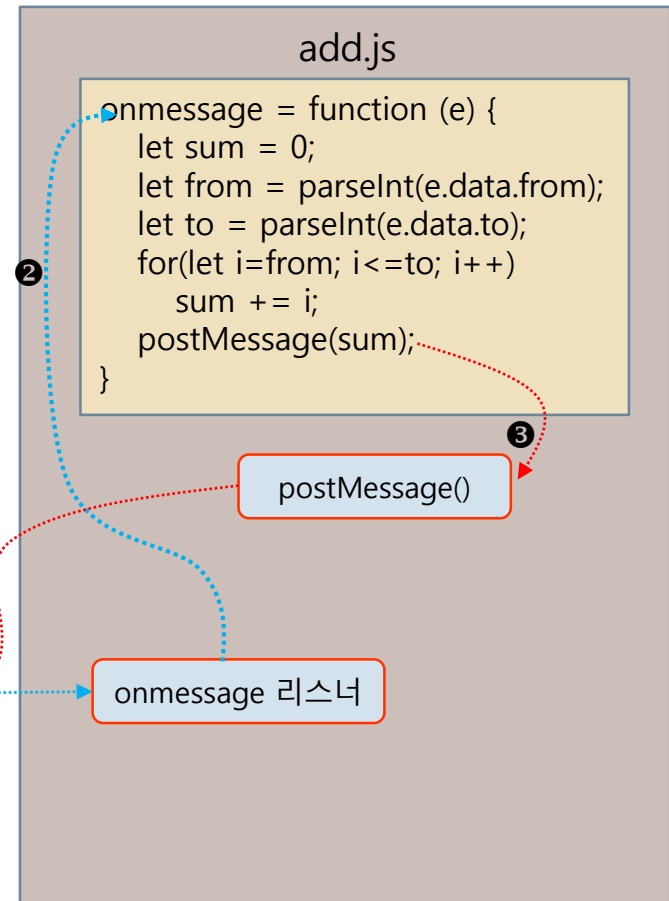 add.js
onmessage = function (e) {
let sum = 0;
let from = parseInt(e.data.from);
let to = parseInt(e.data.to);
for(let i=from; i<=to; i++)
sum += i;
postMessage(sum);
}
❷
❸
postMessage()
onmessage 리스너